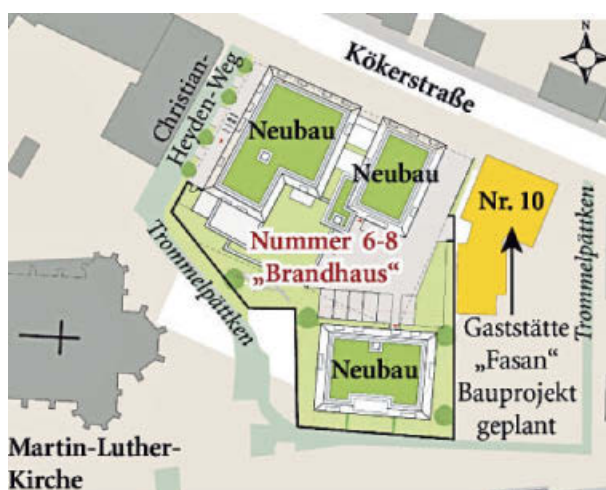 N
Kökerstraße
Christian-
Heyden-Weg
Neubau
Neubau
Nr. 10
Nummer 6-8
„Brandhaus“
Trommelpättken
Trommelpättken
Gaststätte
„Fasan“
Bauprojekt
geplant
Neubau
Martin-Luther-
Kirche